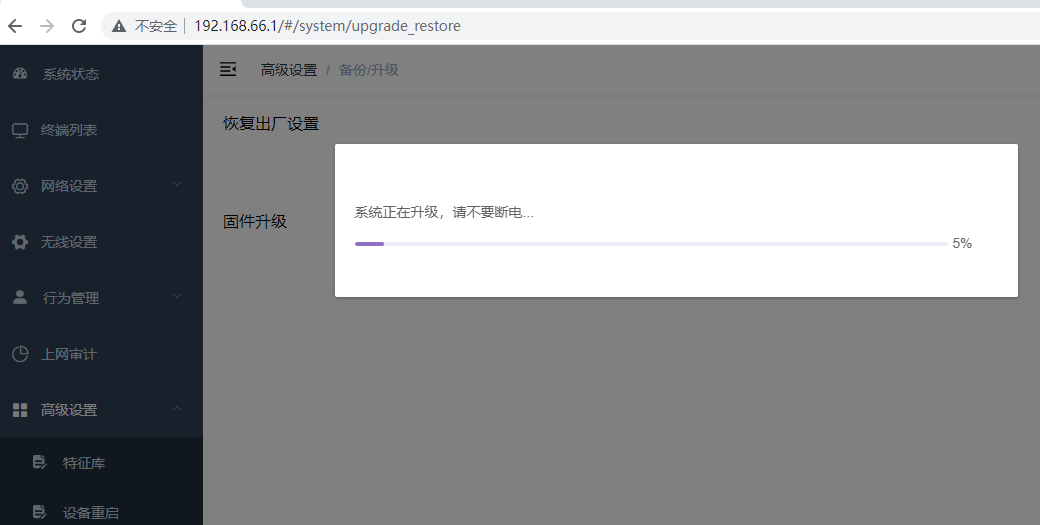 不安全 192.168.66.1/#/system/upgrade_restore
系统状态
终端列表
网络设置
无线设置
行为管理
上网审计
高级设置
特征库
设备重启
高级设置 / 备份/升级
恢复出厂设置
固件升级
系统正在升级，请不要断电...
5%